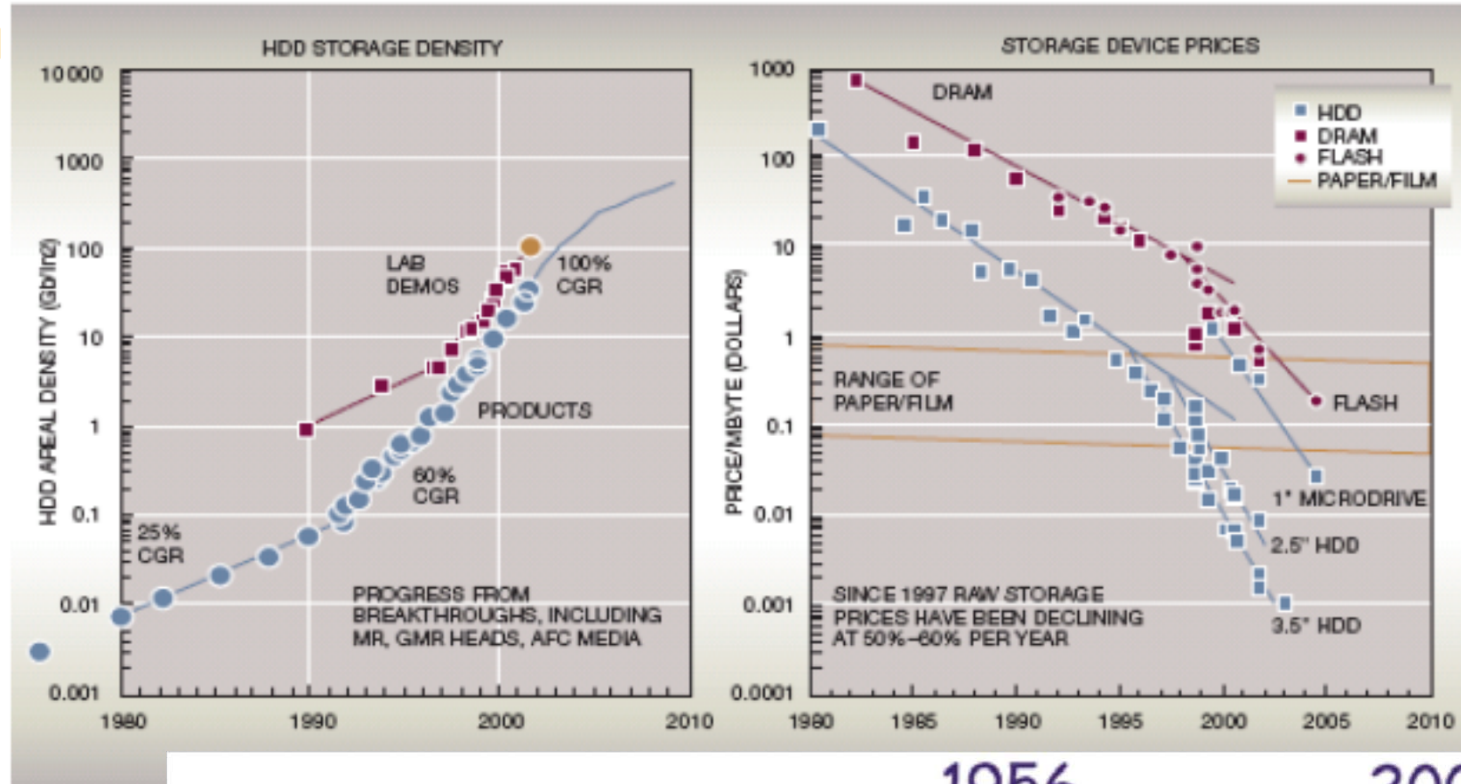 HDD STORAGE DENSITY
10000
1000
100
10
1
0.1
0.01
0.001
HDD AREAL DENSITY (Gb/in2)
LAB
DEMOS
100%
CGR
PRODUCTS
60%
CGR
25%
CGR
PROGRESS FROM
BREAKTHROUGHS, INCLUDING
MR, GMR HEADS, AFC MEDIA
1980
1990
2000
2010
STORAGE DEVICE PRICES
1000
100
10
1
0.1
0.01
0.001
0.0001
PRICE/MBYTE (DOLLARS)
DRAM
HDD
DRAM
FLASH
PAPER/FILM
RANGE OF
PAPER/FILM
FLASH
1" MICRODRIVE
2.5" HDD
3.5" HDD
SINCE 1997 RAW STORAGE
PRICES HAVE BEEN DECLINING
AT 50%–60% PER YEAR
1980
1985
1990
1995
2000
2005
2010
1956